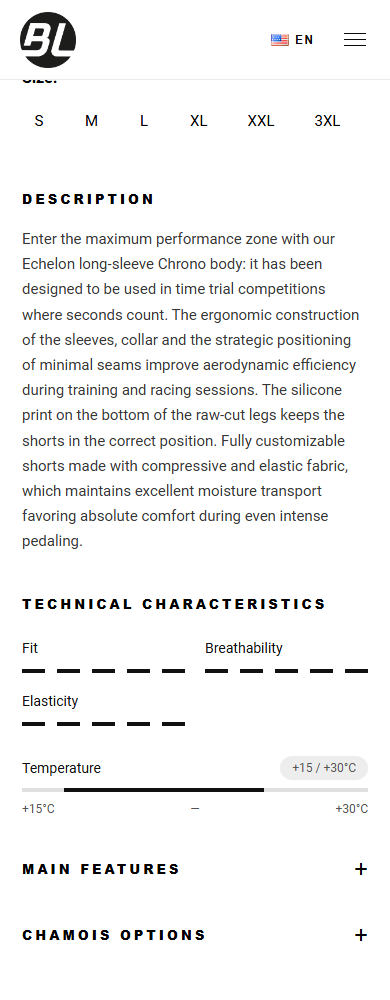 BL
EN
Size:
S M L XL XXL 3XL
DESCRIPTION
Enter the maximum performance zone with our
Echelon long-sleeve Chrono body: it has been
designed to be used in time trial competitions
where seconds count. The ergonomic construction
of the sleeves, collar and the strategic positioning
of minimal seams improve aerodynamic efficiency
during training and racing sessions. The silicone
print on the bottom of the raw-cut legs keeps the
shorts in the correct position. Fully customizable
shorts made with compressive and elastic fabric,
which maintains excellent moisture transport
favoring absolute comfort during even intense
pedaling.
TECHNICAL CHARACTERISTICS
Fit Breathability
Elasticity
Temperature +15 / +30°C
+15°C – +30°C
MAIN FEATURES +
CHAMOIS OPTIONS +